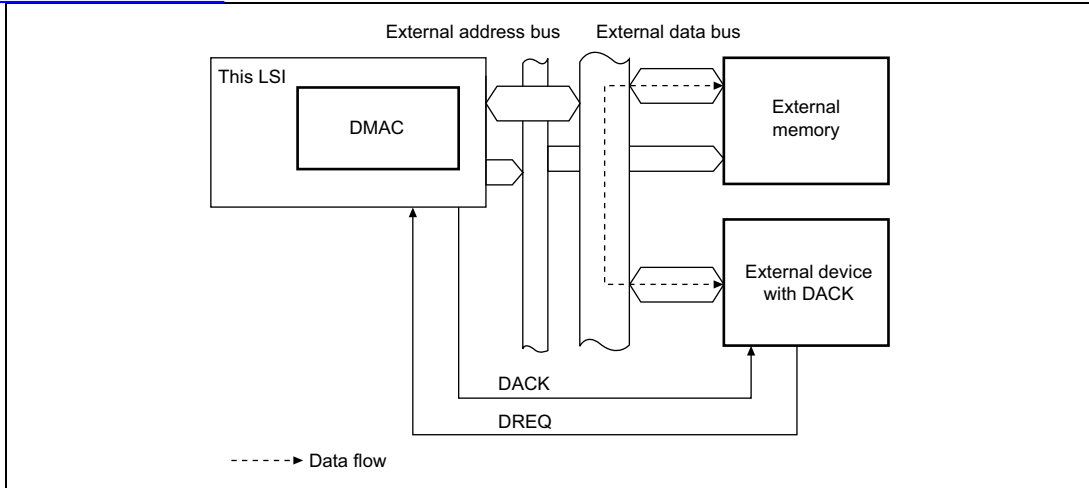 External address bus
External data bus
This LSI
DMAC
External
memory
External device
with DACK
DACK
DREQ
Data flow